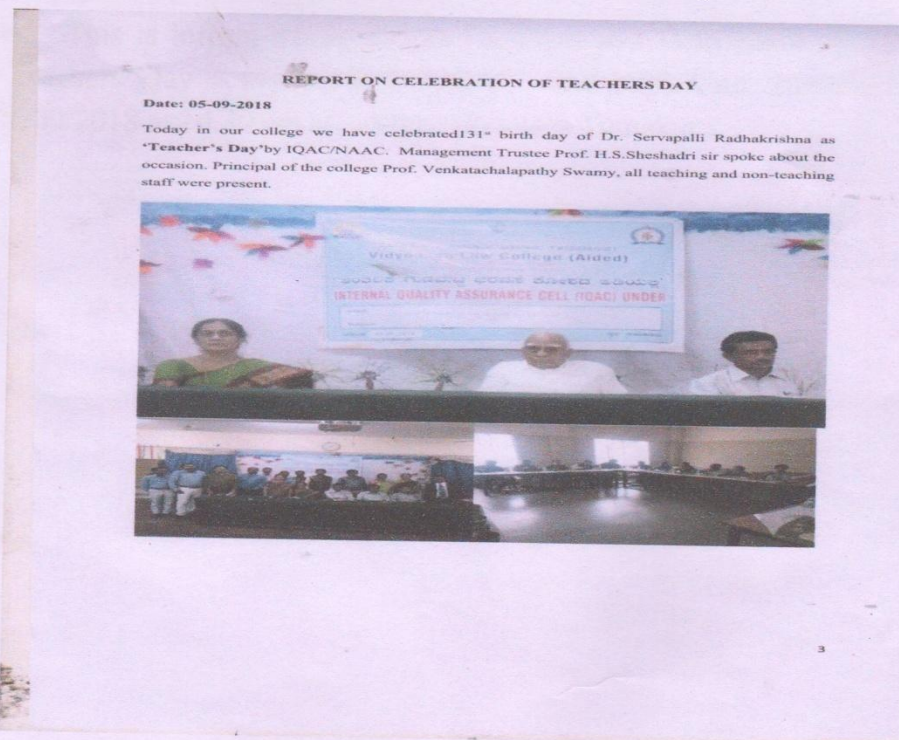 REPORT ON CELEBRATION OF TEACHERS DAY
Date: 05-09-2018
Today in our college we have celebrated131st birth day of Dr. Servapalli Radhakrishna as
‘Teacher’s Day’by IQAC/NAAC. Management Trustee Prof. H.S.Sheshadri sir spoke about the
occasion. Principal of the college Prof. Venkatachalapathy Swamy, all teaching and non-teaching
staff were present.
Law College (Aided)
INTERNAL QUALITY ASSURANCE CELL (IQAC) UNDER
3